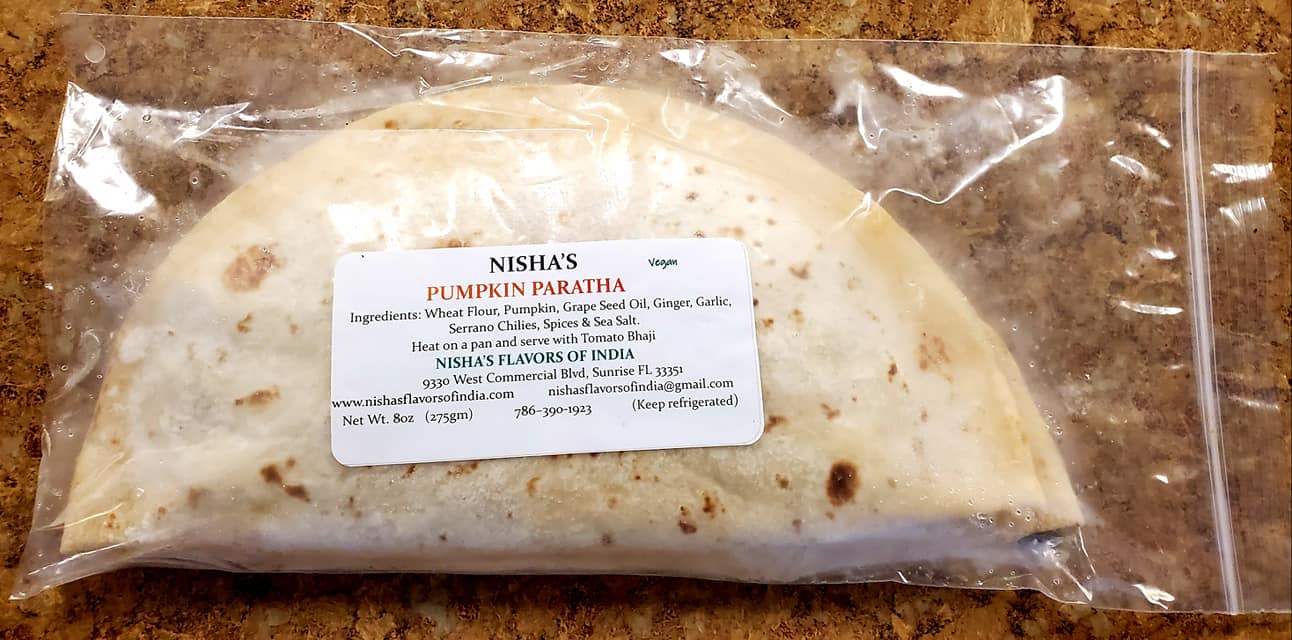 NISHA'S Vegan
PUMPKIN PARATHA
Ingredients: Wheat Flour, Pumpkin, Grape Seed Oil, Ginger, Garlic,
Serrano Chilies, Spices & Sea Salt.
Heat on a pan and serve with Tomato Bhaji
NISHA'S FLAVORS OF INDIA
9330 West Commercial Blvd, Sunrise FL 33351
www.nishasflavorsofindia.com nishasflavorsofindia@gmail.com
Net Wt. 8oz (275gm) 786-390-1923 (Keep refrigerated)